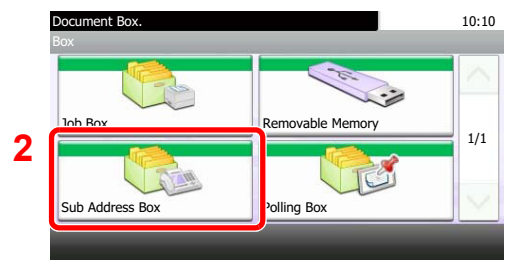 Document Box.
10:10
Box
Job Box
Removable Memory
1/1
2
Sub Address Box
Polling Box